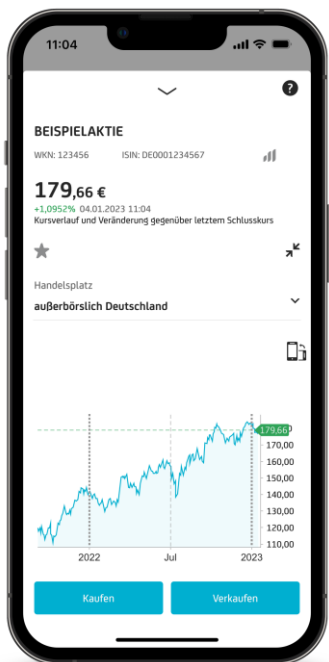 11:04
?
BEISPIELAKTIE
WKN: 123456 ISIN: DE0001234567
179,66 €
+1,0952% 04.01.2023 11:04
Kursverlauf und Veränderung gegenüber letztem Schlusskurs
Handelsplatz
außerbörslich Deutschland
179,66
170,00
160,00
150,00
140,00
130,00
120,00
110,00
2022 Jul 2023
Kaufen Verkaufen